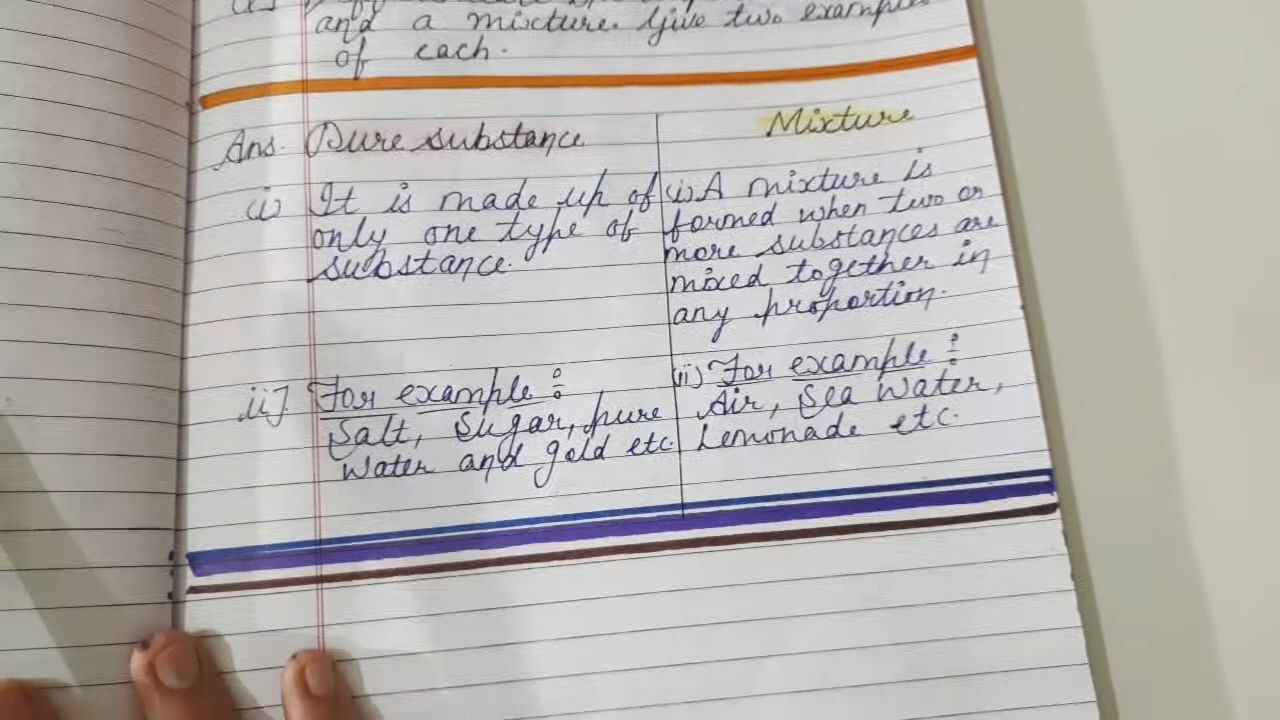 and a mixture. Give two examples
of each.
Ans. Pure substance
Mixture
(i) It is made up of
only one type of
substance.
(i) A mixture is
formed when two or
more substances are
mixed together in
any proportion.
ii] For example :
Salt, Sugar, pure
Water and gold etc.
(ii) For example :
Air, Sea Water,
Lemonade etc.